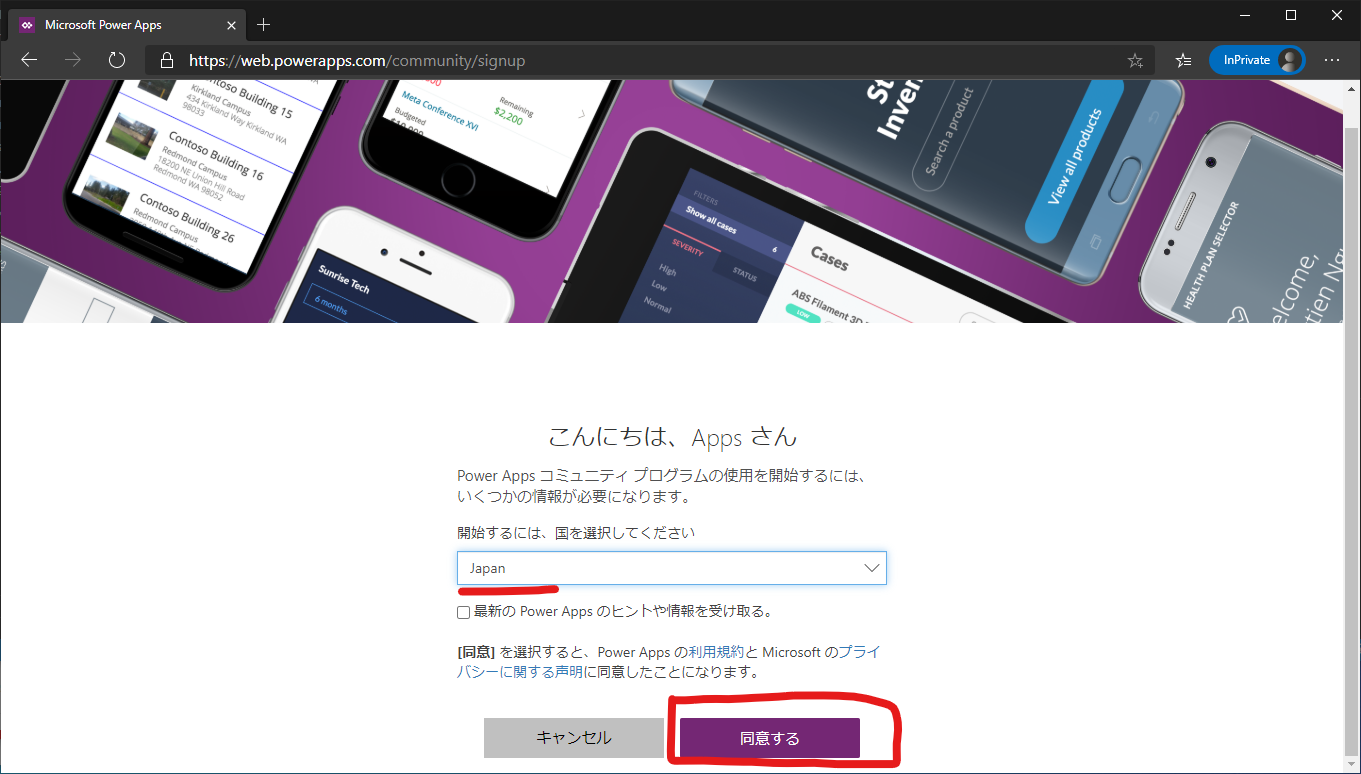 Microsoft Power Apps
https://web.powerapps.com/community/signup
InPrivate
Contoso Building 15
Kirkland Campus
434 Kirkland Way Kirkland WA
98033
Contoso Building 16
Redmond Campus
18200 NE Union Hill Road
Redmond WA 98052
Contoso Building 26
Redmond Campus
Meta Conference XVI
Budgeted
$10,000
Remaining
$2,200
Sunrise Tech
6 months
FILTERS
Show all cases
6
SEVERITY
STATUS
High
Low
Normal
Cases
ABS Filament 3D
LOW
Search a product
View all products
HEALTH PLAN SELECTOR
こんにちは、Apps さん
Power Apps コミュニティ プログラムの使用を開始するには、
いくつかの情報が必要になります。
開始するには、国を選択してください
Japan
最新の Power Apps のヒントや情報を受け取る。
[同意] を選択すると、Power Apps の利用規約と Microsoft のプライ
バシーに関する声明に同意したことになります。
キャンセル
同意する